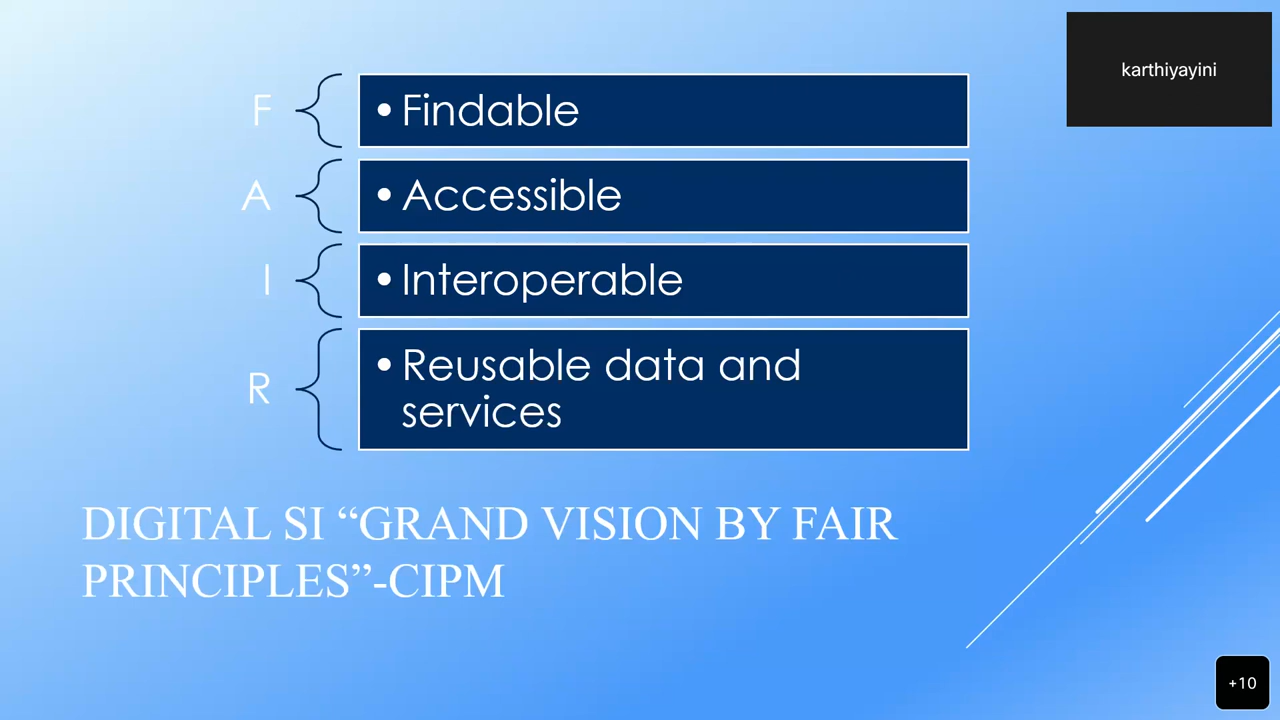 karthiyayini
F
• Findable
A
• Accessible
I
• Interoperable
R
• Reusable data and
services
DIGITAL SI “GRAND VISION BY FAIR
PRINCIPLES”-CIPM
+10